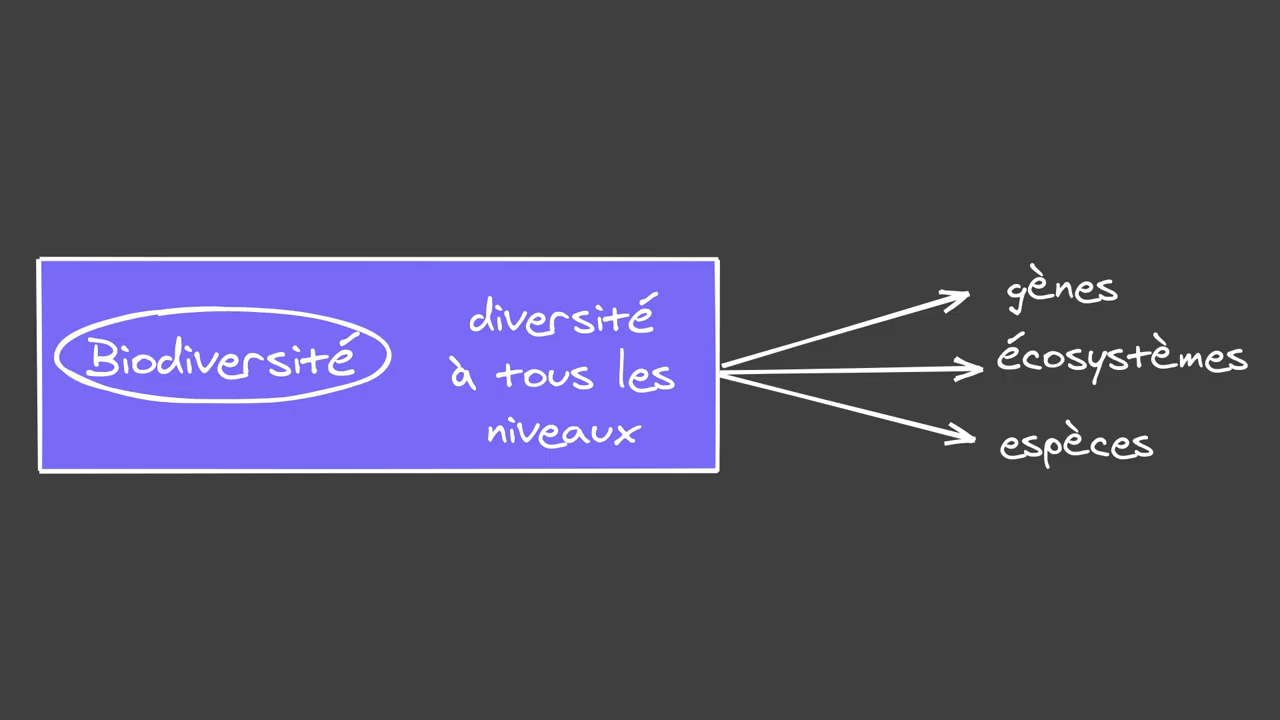 Biodiversité
diversité
à tous les
niveaux
gènes
écosystèmes
espèces